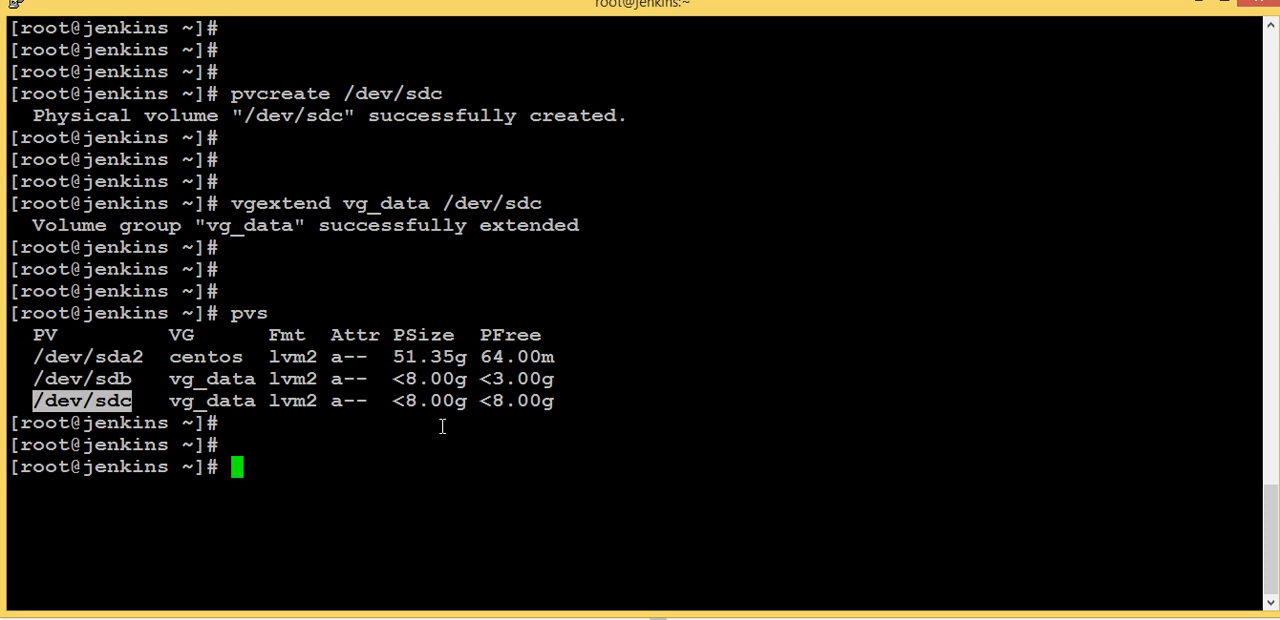 root@jenkins:~
[root@jenkins ~]#
[root@jenkins ~]#
[root@jenkins ~]#
[root@jenkins ~]# pvcreate /dev/sdc
  Physical volume "/dev/sdc" successfully created.
[root@jenkins ~]#
[root@jenkins ~]#
[root@jenkins ~]#
[root@jenkins ~]# vgextend vg_data /dev/sdc
  Volume group "vg_data" successfully extended
[root@jenkins ~]#
[root@jenkins ~]#
[root@jenkins ~]#
[root@jenkins ~]# pvs
  PV         VG      Fmt  Attr PSize  PFree
  /dev/sda2  centos  lvm2 a--  51.35g 64.00m
  /dev/sdb   vg_data lvm2 a--  <8.00g <3.00g
  /dev/sdc   vg_data lvm2 a--  <8.00g <8.00g
[root@jenkins ~]#
[root@jenkins ~]#
[root@jenkins ~]#